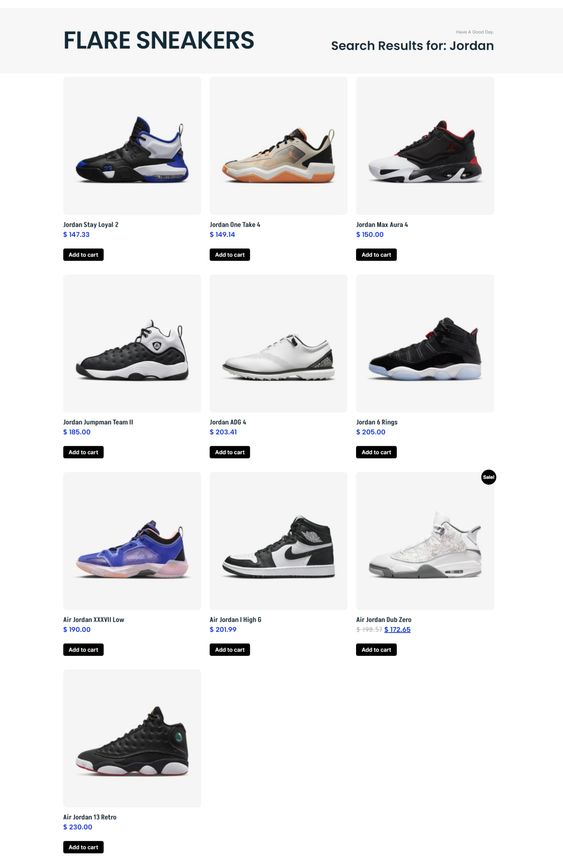 FLARE SNEAKERS
Have A Good Day.
Search Results for: Jordan
Jordan Stay Loyal 2
$ 147.33
Add to cart
Jordan One Take 4
$ 149.14
Add to cart
Jordan Max Aura 4
$ 150.00
Add to cart
Jordan Jumpman Team II
$ 185.00
Add to cart
Jordan ADG 4
$ 203.41
Add to cart
Jordan 6 Rings
$ 205.00
Add to cart
Air Jordan XXXVII Low
$ 190.00
Add to cart
Air Jordan I High G
$ 201.99
Add to cart
Sale!
Air Jordan Dub Zero
$ 172.65
Add to cart
Air Jordan 13 Retro
$ 230.00
Add to cart